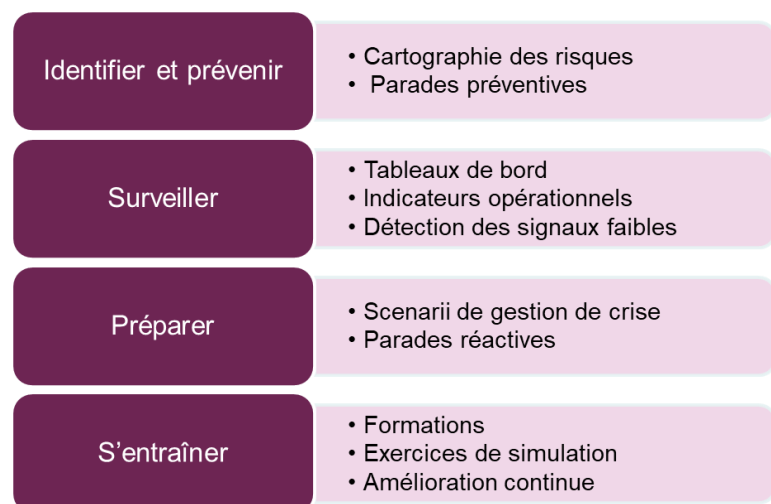 Identifier et prévenir
• Cartographie des risques
• Parades préventives
Surveiller
• Tableaux de bord
• Indicateurs opérationnels
• Détection des signaux faibles
Préparer
• Scenarii de gestion de crise
• Parades réactives
S’entraîner
• Formations
• Exercices de simulation
• Amélioration continue